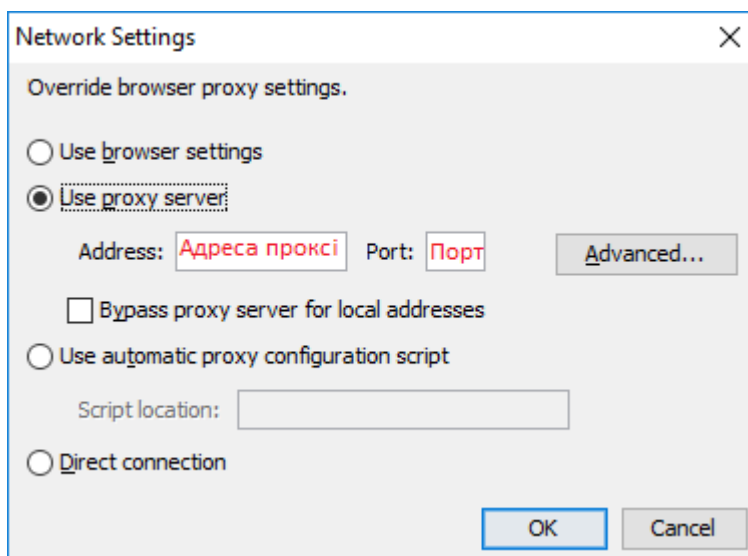 Network Settings
Override browser proxy settings.
Use browser settings
Use proxy server
Address: Адреса проксі Port: Порт Advanced...
Bypass proxy server for local addresses
Use automatic proxy configuration script
Script location:
Direct connection
OK Cancel